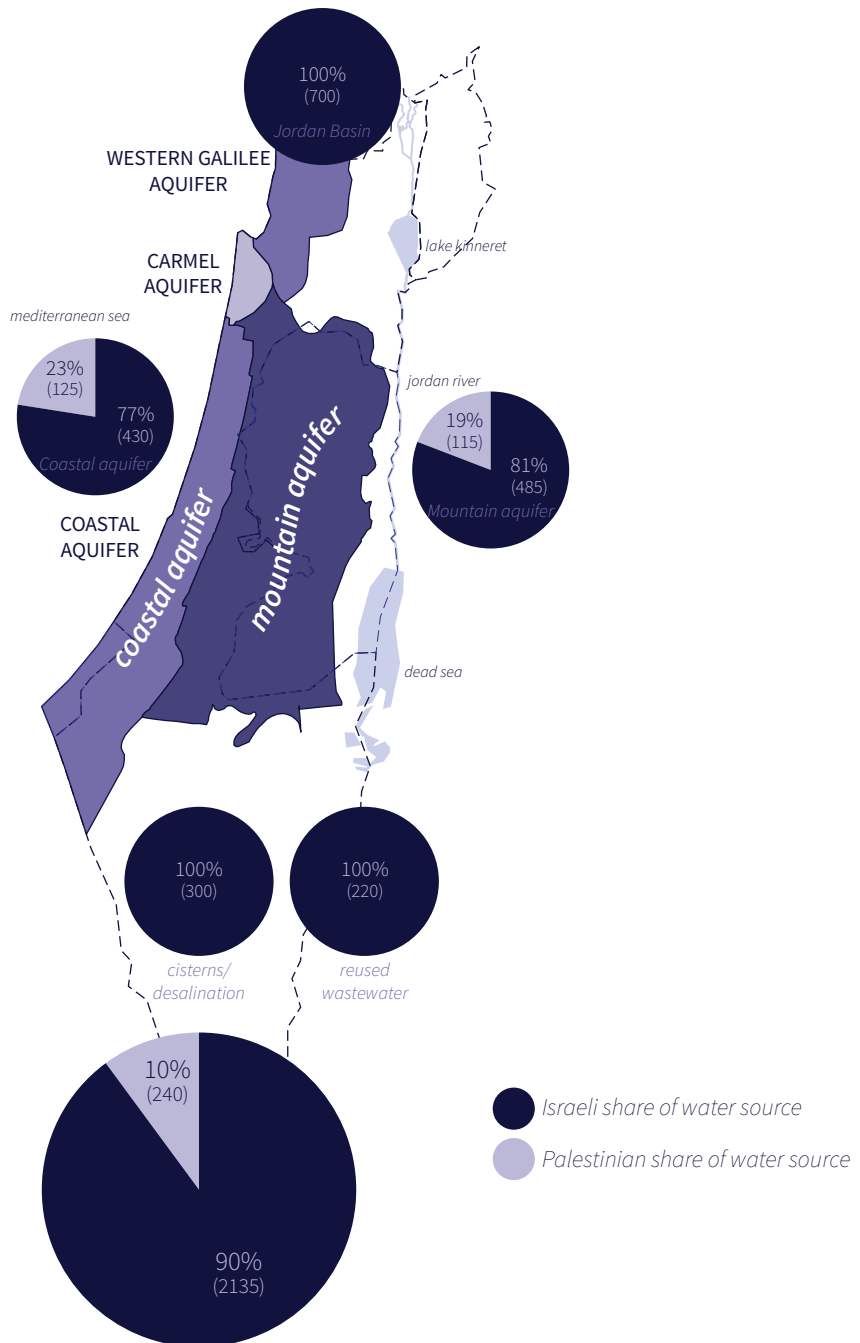 100%
(700)
Jordan Basin
WESTERN GALILEE
AQUIFER
lake kinneret
CARMEL
AQUIFER
mediterranean sea
23%
(125)
77%
(430)
Coastal aquifer
jordan river
19%
(115)
81%
(485)
Mountain aquifer
COASTAL
AQUIFER
coastal aquifer
mountain aquifer
dead sea
100%
(300)
cisterns/
desalination
100%
(220)
reused
wastewater
10%
(240)
90%
(2135)
Israeli share of water source
Palestinian share of water source